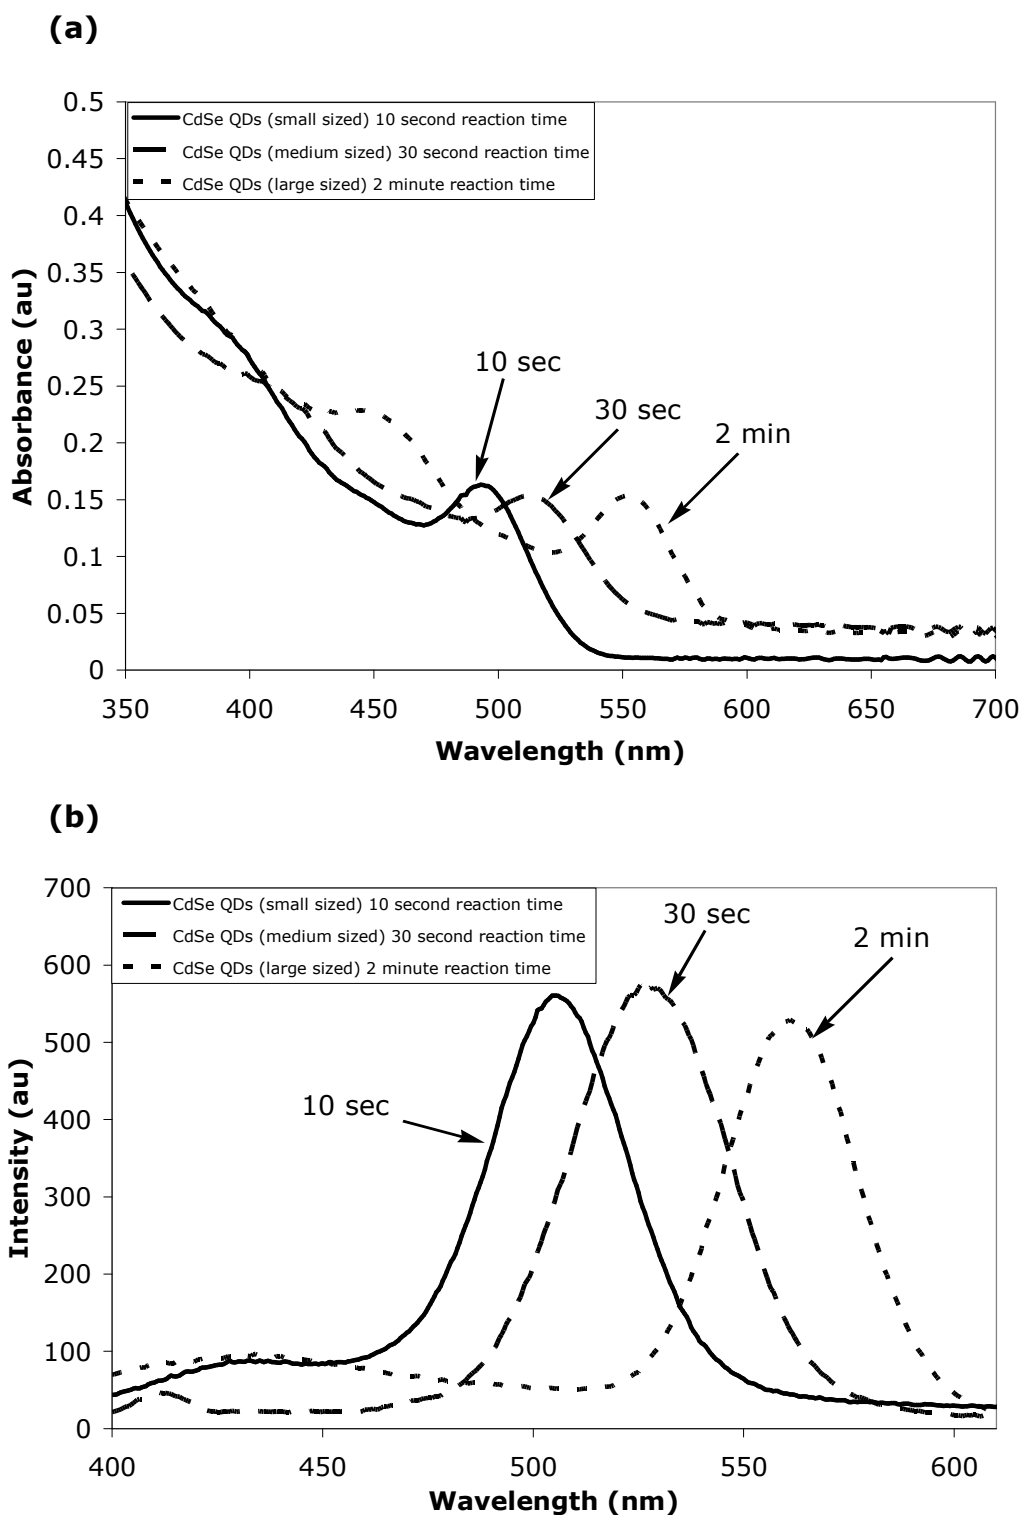 (a)
0.5
CdSe QDs (small sized) 10 second reaction time
0.45
CdSe QDs (medium sized) 30 second reaction time
CdSe QDs (large sized) 2 minute reaction time
0.4
0.35
0.3
10 sec
0.25
30 sec
2 min
0.2
0.15
0.1
0.05
0
Absorbance (au)
350 400 450 500 550 600 650 700
Wavelength (nm)
(b)
700
CdSe QDs (small sized) 10 second reaction time
30 sec
CdSe QDs (medium sized) 30 second reaction time
2 min
600
CdSe QDs (large sized) 2 minute reaction time
500
400
10 sec
300
200
100
0
Intensity (au)
400 450 500 550 600
Wavelength (nm)